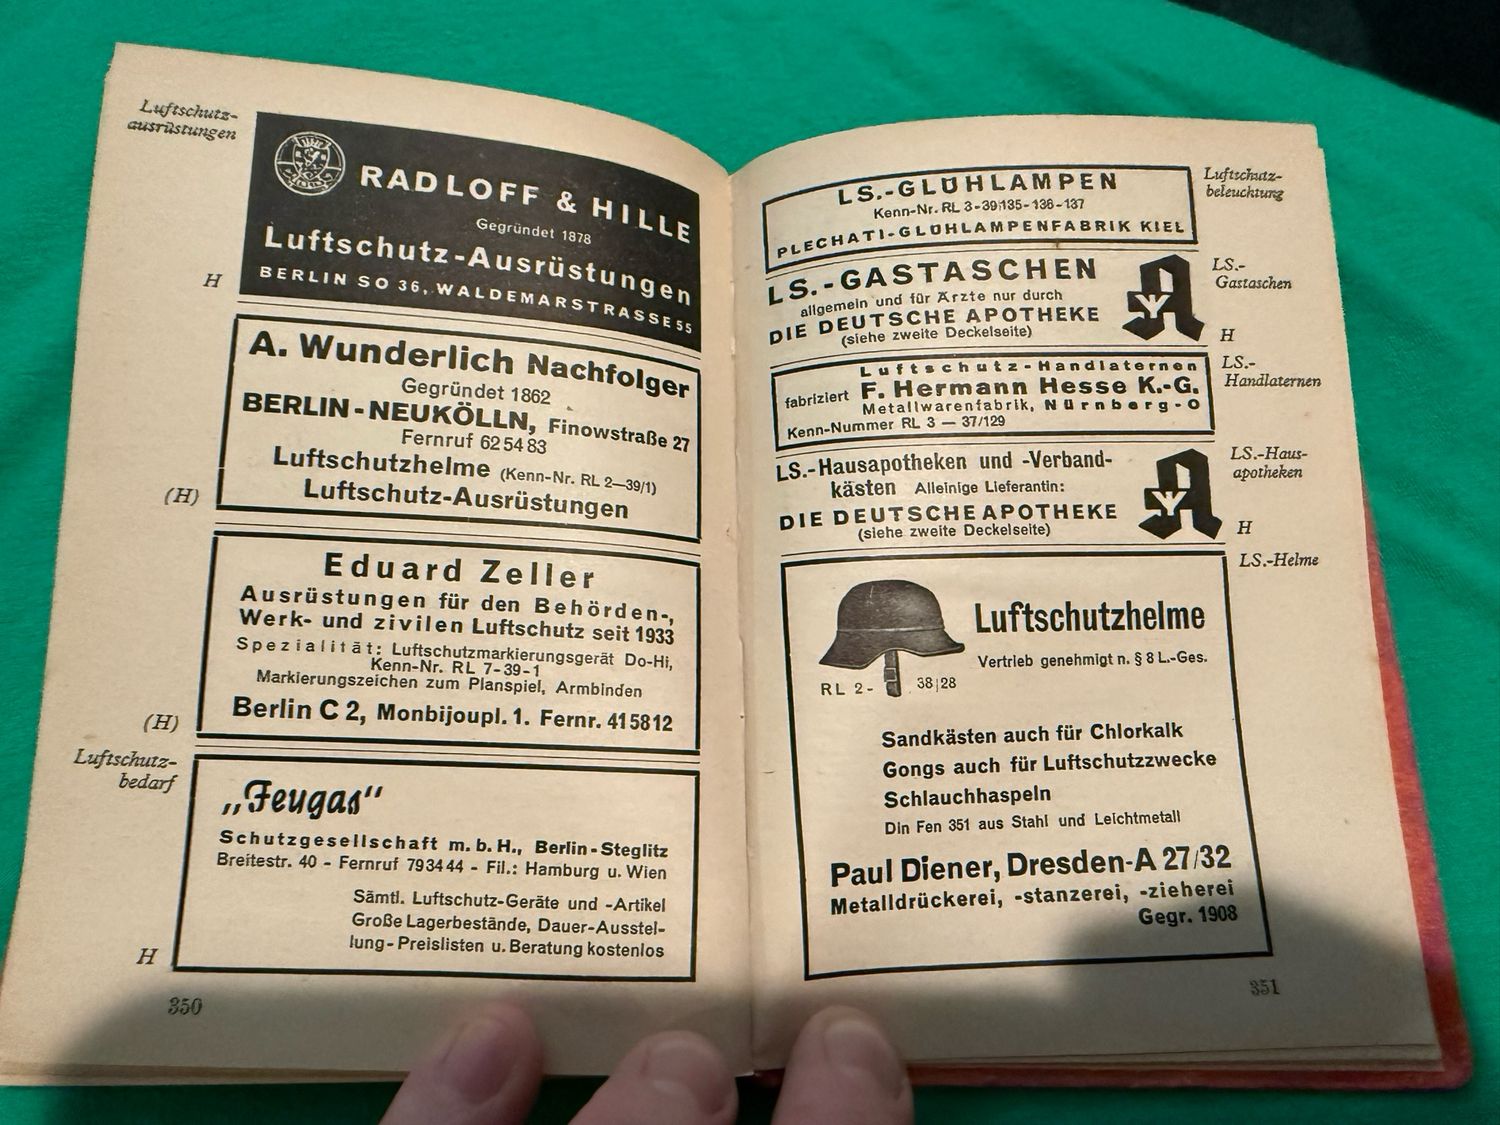 Luftschutz-
ausrüstungen
RADLOFF & HILLE
Gegründet 1878
Luftschutz-Ausrüstungen
BERLIN SO 36, WALDEMARSTRASSE 55
H
A. Wunderlich Nachfolger
Gegründet 1862
BERLIN-NEUKÖLLN, Finowstraße 27
Fernruf 62 54 83
Luftschutzhelme (Kenn-Nr. RL 2—39/1)
Luftschutz-Ausrüstungen
(H)
Eduard Zeller
Ausrüstungen für den Behörden-,
Werk- und zivilen Luftschutz seit 1933
Spezialität: Luftschutzmarkierungsgerät Do-Hi,
Kenn-Nr. RL 7-39-1
Markierungszeichen zum Planspiel, Armbinden
Berlin C 2, Monbijoupl. 1. Fernr. 41 58 12
(H)
Luftschutz-
bedarf
„Feugas“
Schutzgesellschaft m. b. H., Berlin-Steglitz
Breitestr. 40 - Fernruf 79 34 44 - Fil.: Hamburg u. Wien
Sämtl. Luftschutz-Geräte und -Artikel
Große Lagerbestände, Dauer-Ausstel-
lung - Preislisten u. Beratung kostenlos
H
350
LS.-GLÜHLAMPEN
Kenn-Nr. RL 3-39/135-136-137
PLECHATI-GLÜHLAMPENFABRIK KIEL
Luftschutz-
beleuchtung
LS.-GASTASCHEN
allgemein und für Ärzte nur durch
DIE DEUTSCHE APOTHEKE
(siehe zweite Deckelseite)
LS.-
Gastaschen
H
Luftschutz-Handlaternen
fabriziert F. Hermann Hesse K.-G.
Metallwarenfabrik, Nürnberg-O
Kenn-Nummer RL 3 — 37/129
LS.-
Handlaternen
LS.-Hausapotheken und -Verband-
kästen Alleinige Lieferantin:
DIE DEUTSCHE APOTHEKE
(siehe zweite Deckelseite)
LS.-Haus-
apotheken
H
LS.-Helme
Luftschutzhelme
Vertrieb genehmigt n. § 8 L.-Ges.
RL 2- 38/28
Sandkästen auch für Chlorkalk
Gongs auch für Luftschutzzwecke
Schlauchhaspeln
Din Fen 351 aus Stahl und Leichtmetall
Paul Diener, Dresden-A 27/32
Metalldrückerei, -stanzerei, -zieherei
Gegr. 1908
351